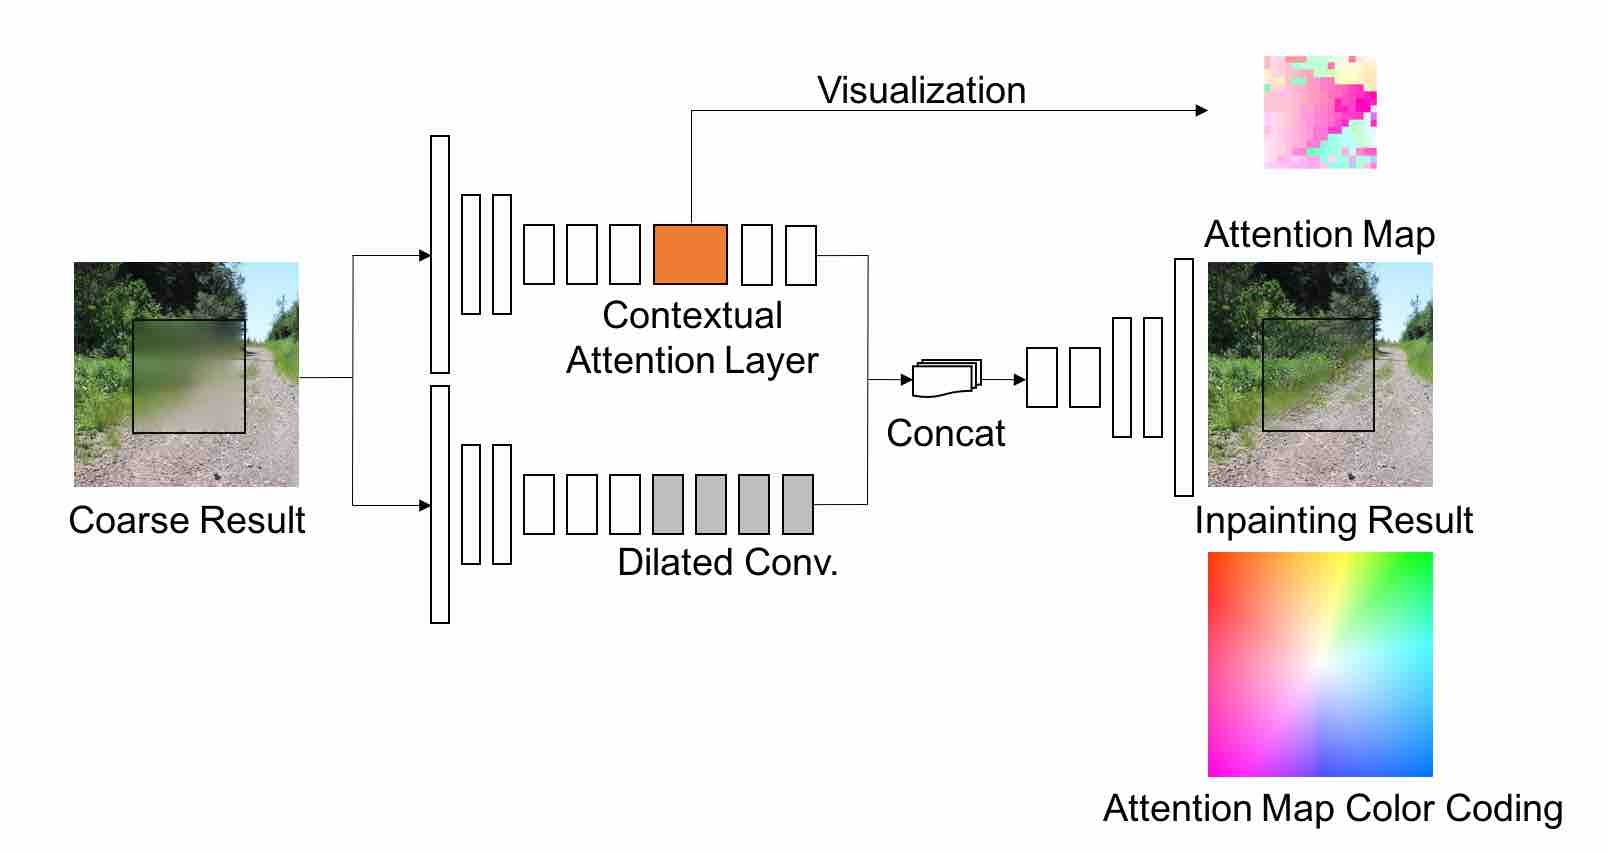 Visualization
Attention Map
Contextual
Attention Layer
Concat
Coarse Result
Inpainting Result
Dilated Conv.
Attention Map Color Coding